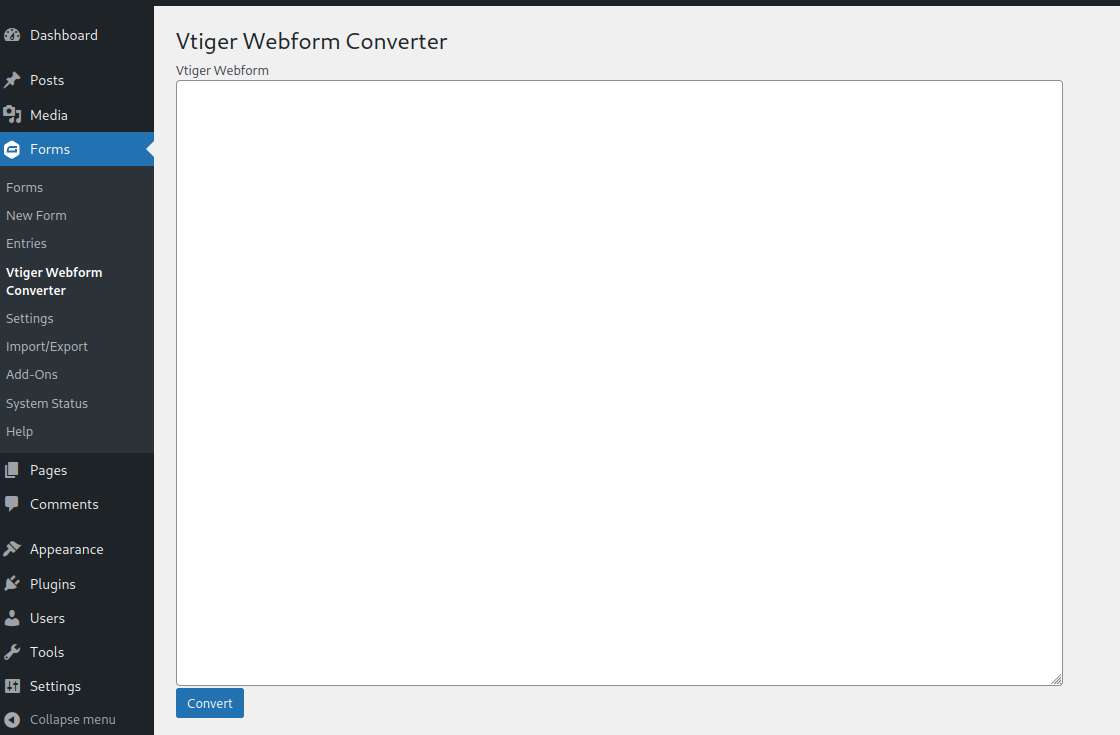 Dashboard
Posts
Media
Forms
Forms
New Form
Entries
Vtiger Webform
Converter
Settings
Import/Export
Add-Ons
System Status
Help
Pages
Comments
Appearance
Plugins
Users
Tools
Settings
Collapse menu
Vtiger Webform Converter
Vtiger Webform
Convert